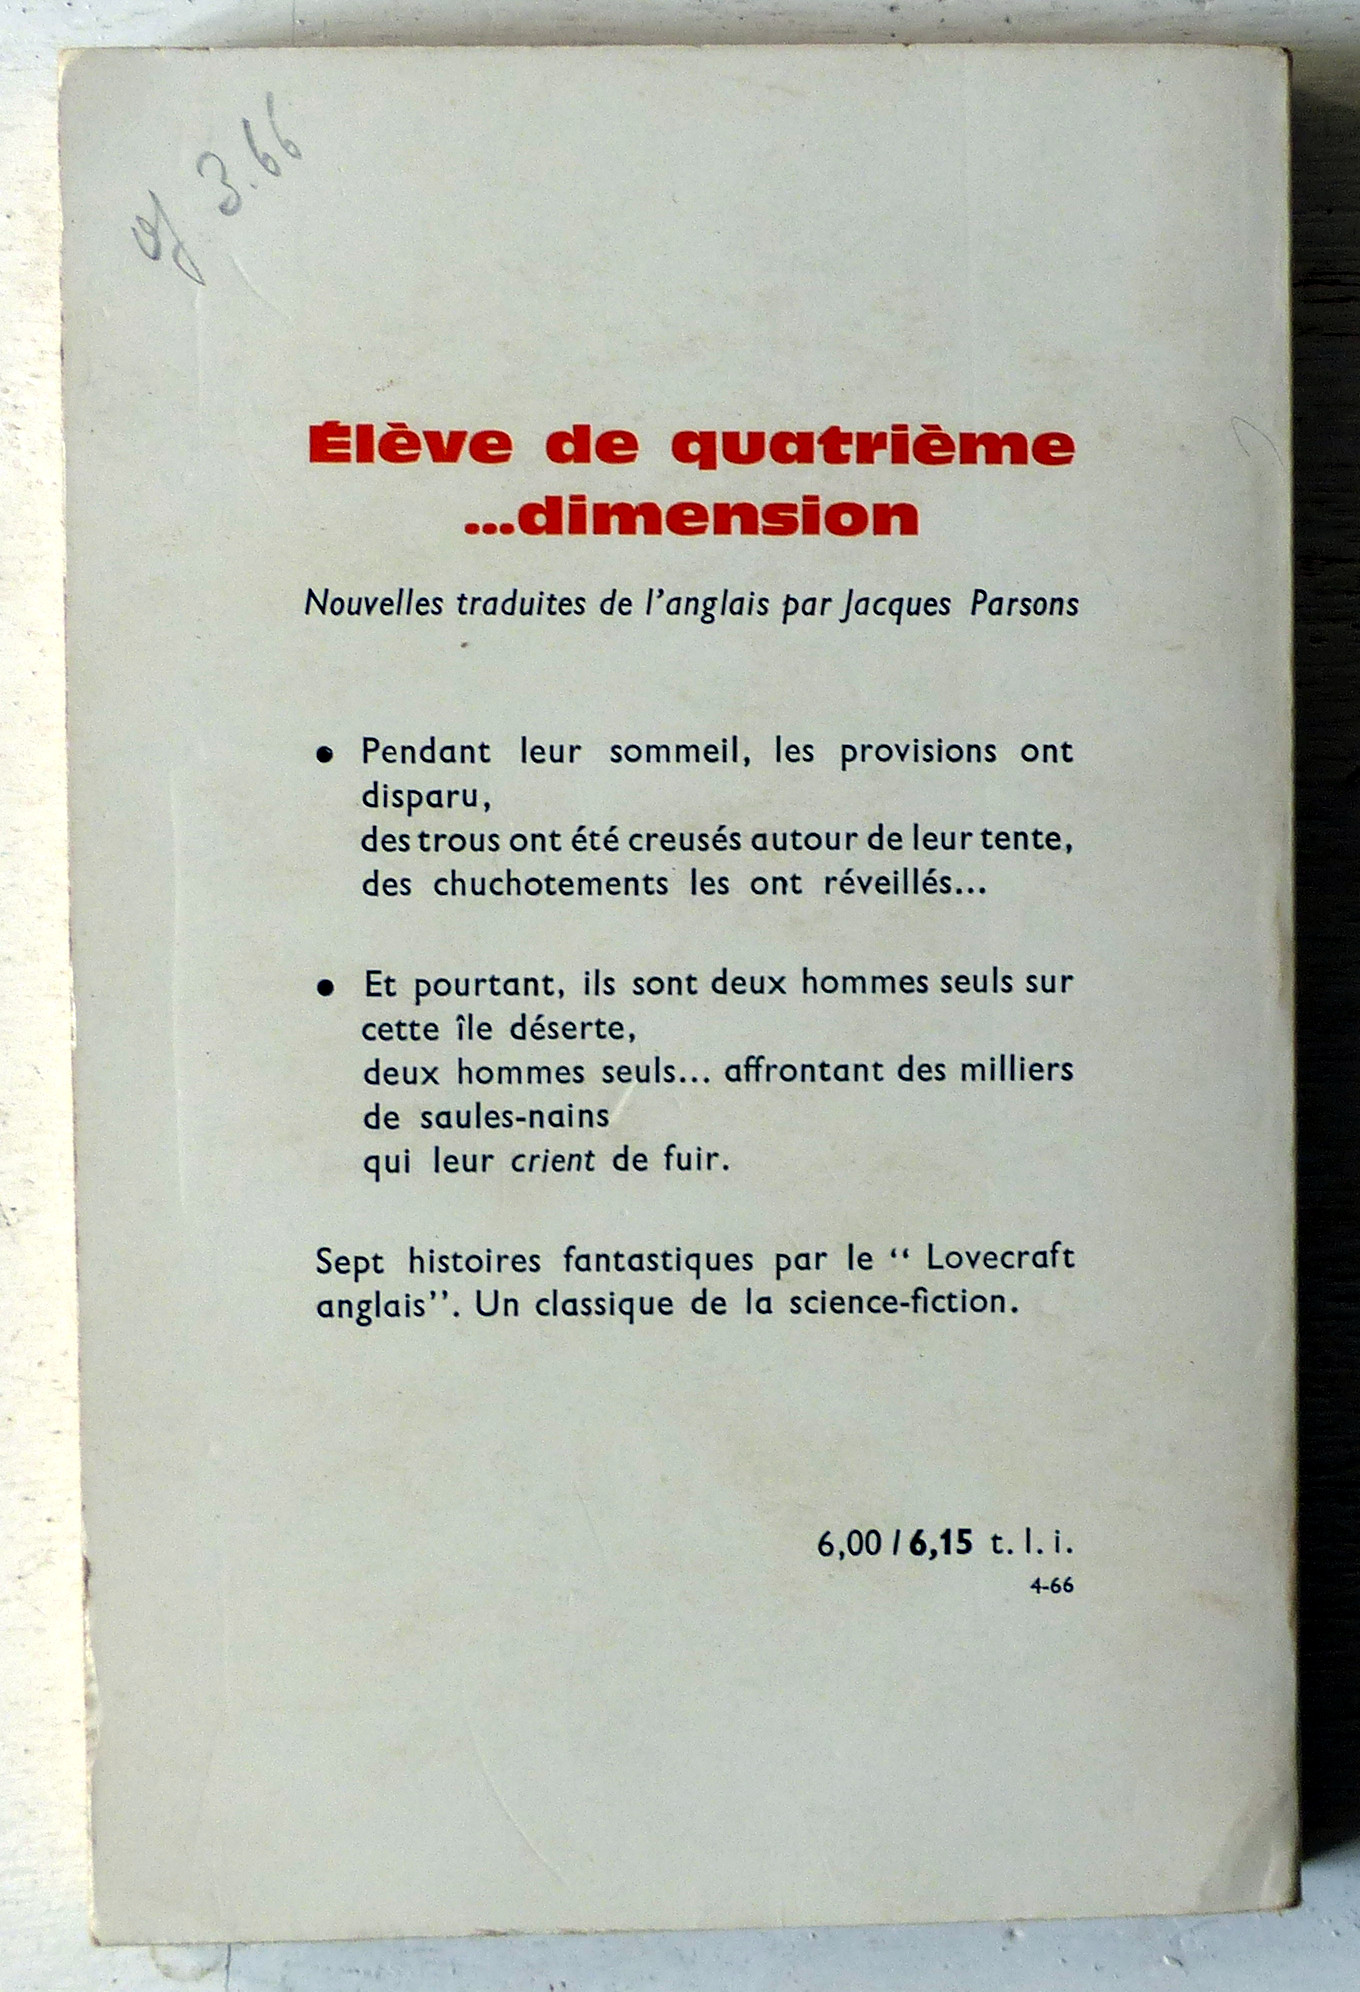 3.66
Élève de quatrième
...dimension
Nouvelles traduites de l'anglais par Jacques Parsons
● Pendant leur sommeil, les provisions ont
disparu,
des trous ont été creusés autour de leur tente,
des chuchotements les ont réveillés...
● Et pourtant, ils sont deux hommes seuls sur
cette île déserte,
deux hommes seuls... affrontant des milliers
de saules-nains
qui leur crient de fuir.
Sept histoires fantastiques par le “ Lovecraft
anglais”. Un classique de la science-fiction.
6,00 / 6,15 t. l. i.
4-66